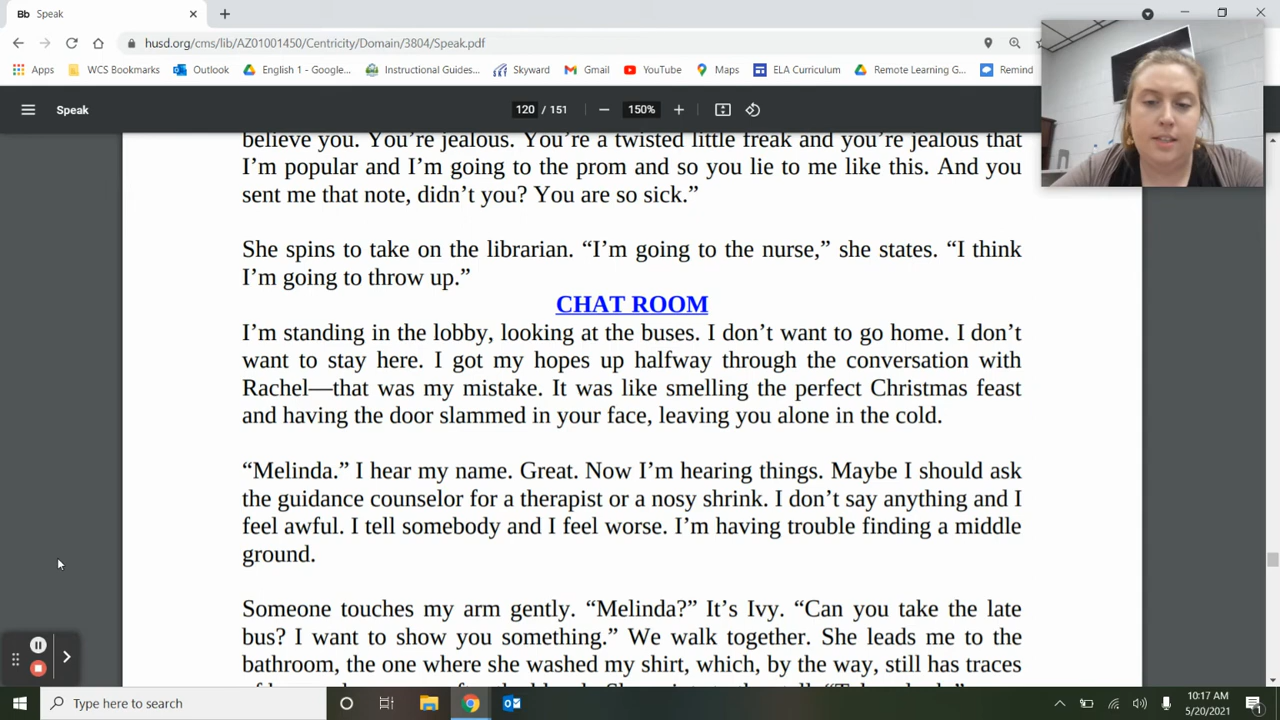 Bb Speak
husd.org/cms/lib/AZ01001450/Centricity/Domain/3804/Speak.pdf
Apps WCS Bookmarks Outlook English 1 - Google... Instructional Guides... Skyward Gmail YouTube Maps ELA Curriculum Remote Learning G... Remind
Speak 120 / 151 150%
believe you. You’re jealous. You’re a twisted little freak and you’re jealous that
I’m popular and I’m going to the prom and so you lie to me like this. And you
sent me that note, didn’t you? You are so sick.”
She spins to take on the librarian. “I’m going to the nurse,” she states. “I think
I’m going to throw up.”
CHAT ROOM
I’m standing in the lobby, looking at the buses. I don’t want to go home. I don’t
want to stay here. I got my hopes up halfway through the conversation with
Rachel—that was my mistake. It was like smelling the perfect Christmas feast
and having the door slammed in your face, leaving you alone in the cold.
“Melinda.” I hear my name. Great. Now I’m hearing things. Maybe I should ask
the guidance counselor for a therapist or a nosy shrink. I don’t say anything and I
feel awful. I tell somebody and I feel worse. I’m having trouble finding a middle
ground.
Someone touches my arm gently. “Melinda?” It’s Ivy. “Can you take the late
bus? I want to show you something.” We walk together. She leads me to the
bathroom, the one where she washed my shirt, which, by the way, still has traces
Type here to search
10:17 AM
5/20/2021